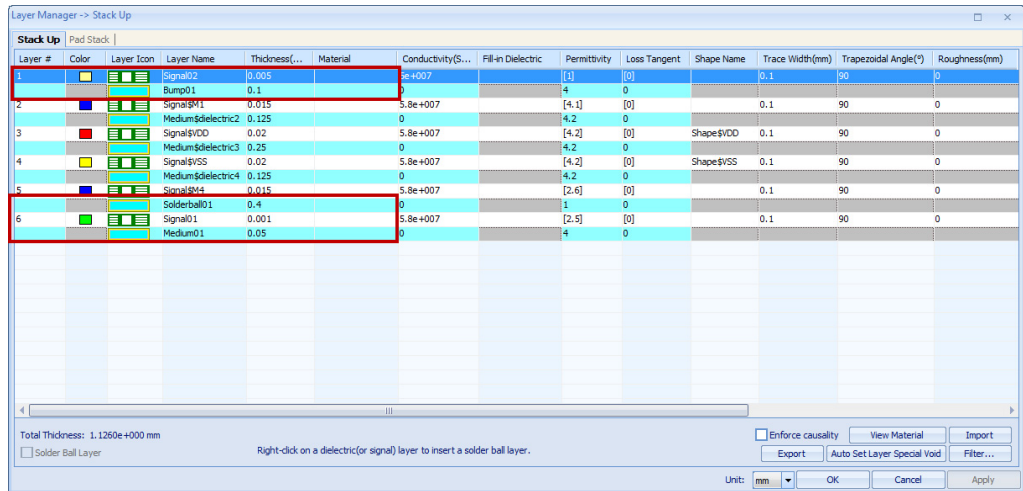 Layer Manager -> Stack Up
Stack Up Pad Stack
Layer # Color Layer Icon Layer Name Thickness(... Material Conductivity(S... Fill-in Dielectric Permittivity Loss Tangent Shape Name Trace Width(mm) Trapezoidal Angle(°) Roughness(mm)
1 Signal02 0.005 5e+007 [1] [0] 0.1 90 0
Bump01 0.1 0 4 0
2 Signal$M1 0.015 5.8e+007 [4.1] [0] 0.1 90 0
Medium$dielectric2 0.125 0 4.2 0
3 Signal$VDD 0.02 5.8e+007 [4.2] [0] Shape$VDD 0.1 90 0
Medium$dielectric3 0.25 0 4.2 0
4 Signal$VSS 0.02 5.8e+007 [4.2] [0] Shape$VSS 0.1 90 0
Medium$dielectric4 0.125 0 4.2 0
5 Signal$M4 0.015 5.8e+007 [2.6] [0] 0.1 90 0
Solderball01 0.4 0 1 0
6 Signal01 0.001 5.8e+007 [2.5] [0] 0.1 90 0
Medium01 0.05 0 4 0
Total Thickness: 1.1260e+000 mm
Enforce causality View Material Import
Solder Ball Layer Right-click on a dielectric(or signal) layer to insert a solder ball layer. Export Auto Set Layer Special Void Filter...
Unit: mm OK Cancel Apply